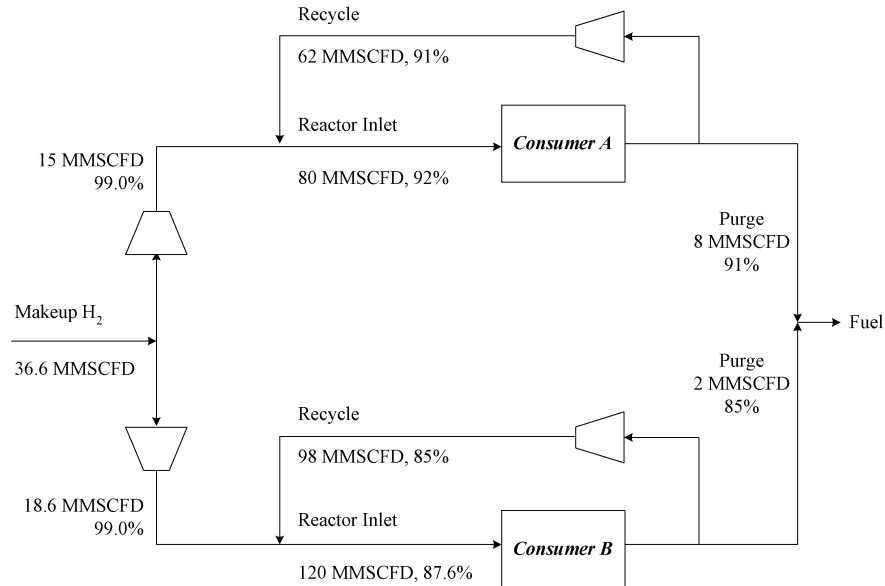 Recycle
62 MMSCFD, 91%
Reactor Inlet
Consumer A
15 MMSCFD
99.0%
80 MMSCFD, 92%
Purge
8 MMSCFD
91%
Makeup H₂
36.6 MMSCFD
Fuel
Purge
2 MMSCFD
85%
Recycle
98 MMSCFD, 85%
18.6 MMSCFD
99.0%
Reactor Inlet
Consumer B
120 MMSCFD, 87.6%